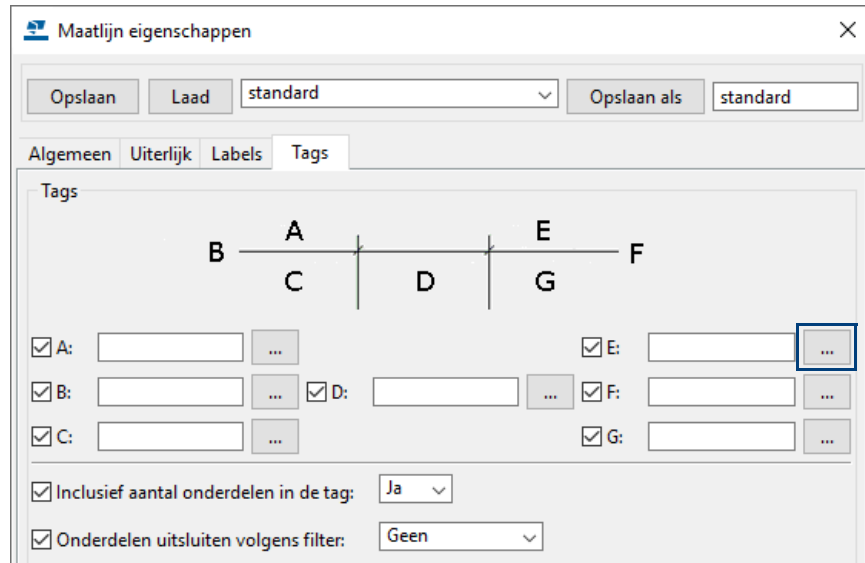 Maatlijn eigenschappen
Opslaan Laad standard Opslaan als standard
Algemeen Uiterlijk Labels Tags
Tags
A E
B F
C D G
A: ... E: ...
B: ... D: ... F: ...
C: ... G: ...
Inclusief aantal onderdelen in de tag: Ja
Onderdelen uitsluiten volgens filter: Geen